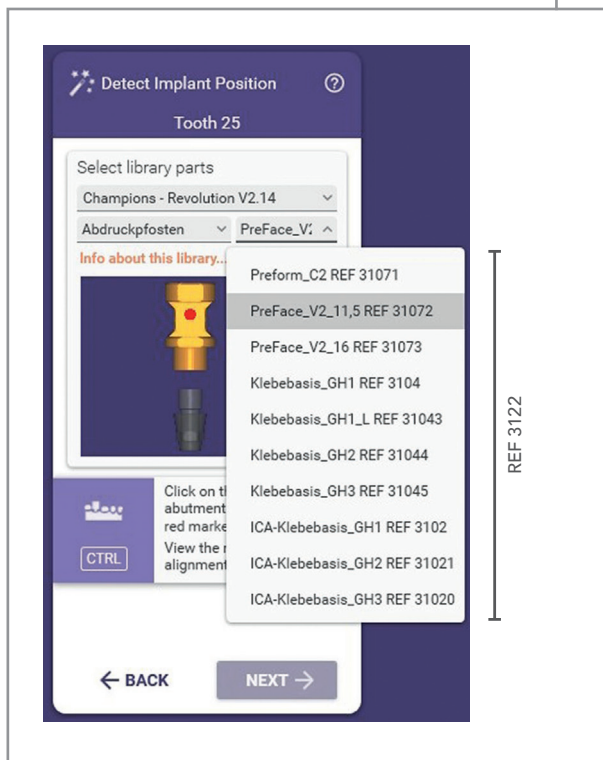 Detect Implant Position
Tooth 25
Select library parts
Champions - Revolution V2.14
Abdruckpfosten PreFace_V2
Info about this library...
Preform_C2 REF 31071
PreFace_V2_11,5 REF 31072
PreFace_V2_16 REF 31073
Klebebasis_GH1 REF 3104
Klebebasis_GH1_L REF 31043
Klebebasis_GH2 REF 31044
Klebebasis_GH3 REF 31045
ICA-Klebebasis_GH1 REF 3102
ICA-Klebebasis_GH2 REF 31021
ICA-Klebebasis_GH3 REF 31020
REF 3122
Click on
abutment
red
View the
alignment
CTRL
BACK
NEXT